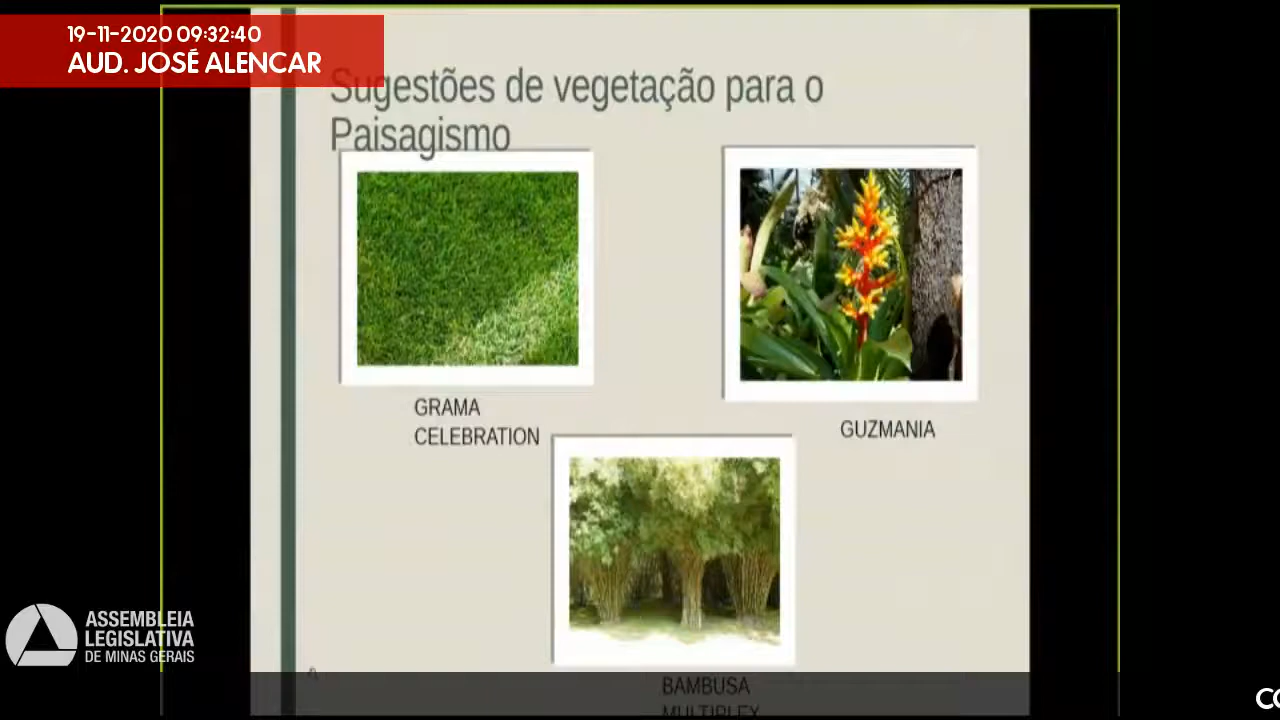 19-11-2020 09:32:40
AUD. JOSÉ ALENCAR
Sugestões de vegetação para o
Paisagismo
GRAMA
CELEBRATION
GUZMANIA
BAMBUSA
MULTIPLEX
ASSEMBLEIA
LEGISLATIVA
DE MINAS GERAIS